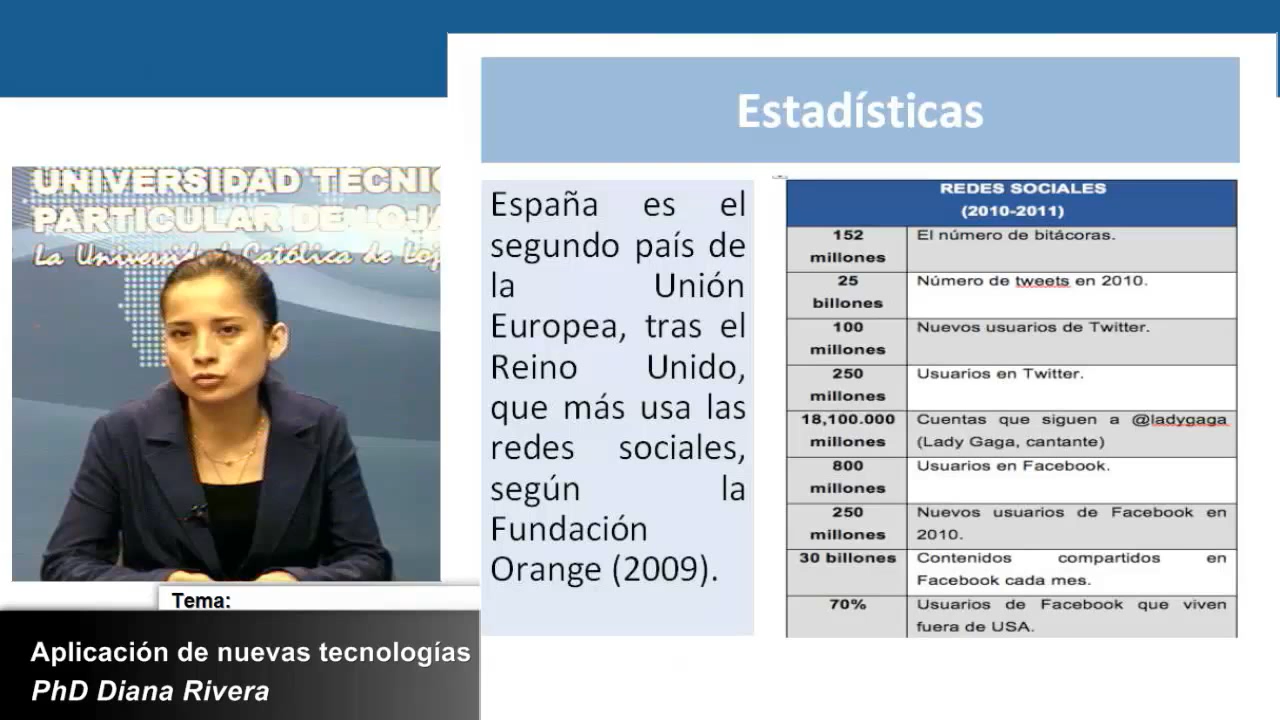 Estadísticas
UNIVERSIDAD TECNIC
PARTICULAR DE LOJA
La Universidad Católica de Loj
España es el
segundo país de
la Unión
Europea, tras el
Reino Unido,
que más usa las
redes sociales,
según la
Fundación
Orange (2009).
REDES SOCIALES
(2010-2011)
152 El número de bitácoras.
millones
25 Número de tweets en 2010.
billones
100 Nuevos usuarios de Twitter.
millones
250 Usuarios en Twitter.
millones
18,100.000 Cuentas que siguen a @ladygaga
millones (Lady Gaga, cantante)
800 Usuarios en Facebook.
millones
250 Nuevos usuarios de Facebook en
millones 2010.
30 billones Contenidos compartidos en
Facebook cada mes.
70% Usuarios de Facebook que viven
fuera de USA.
Tema:
Aplicación de nuevas tecnologías
PhD Diana Rivera